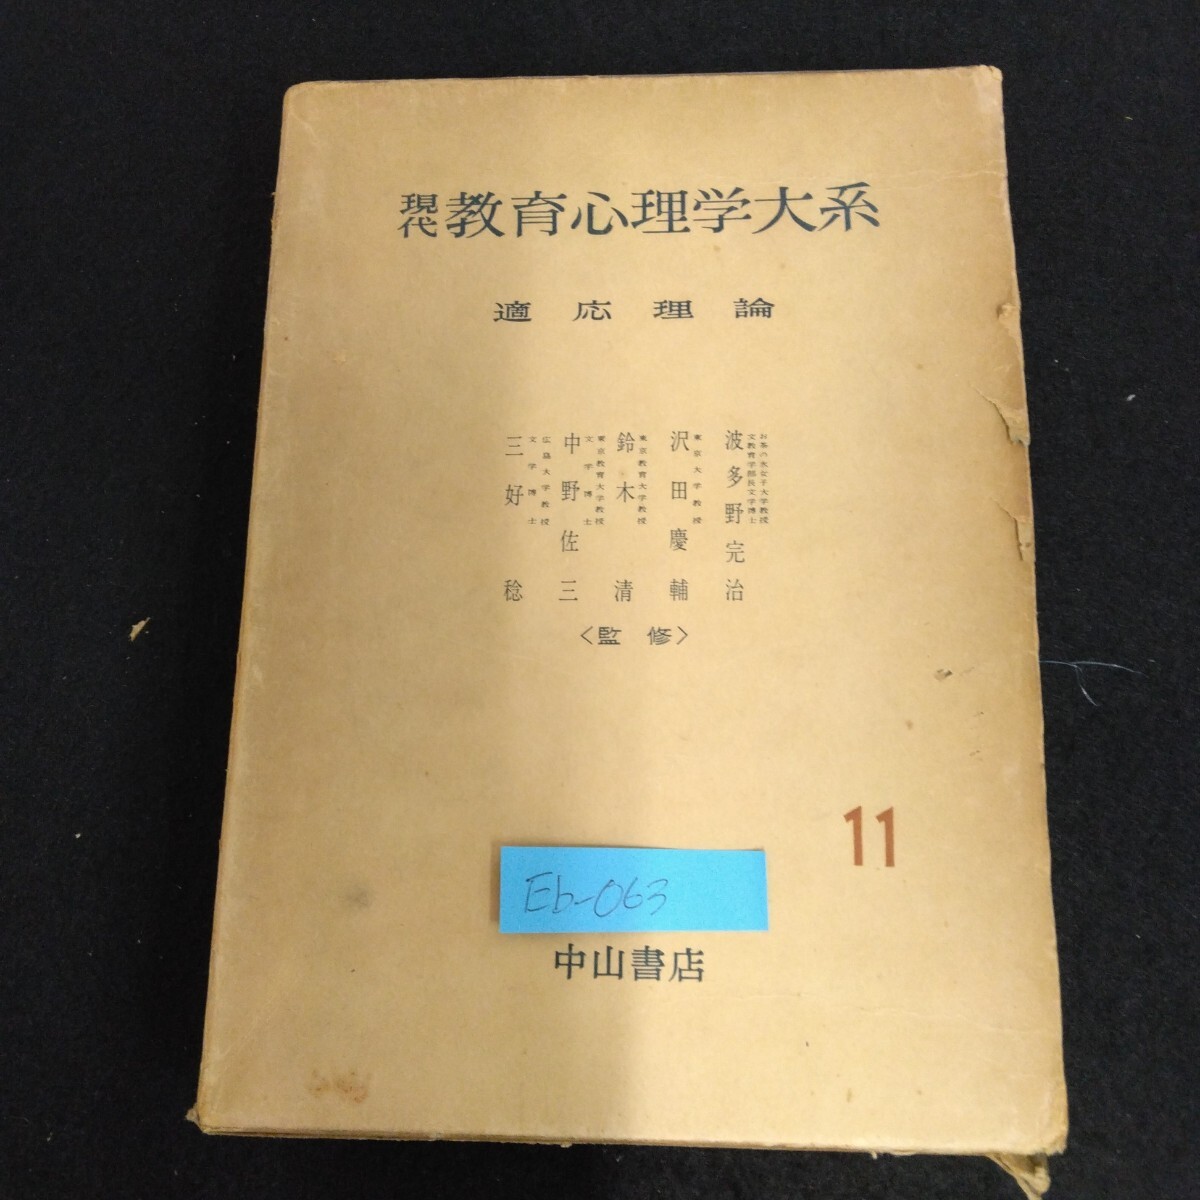 現代教育心理学大系
適応理論
お茶の水女子大学教授
文教育学部長文学博士
波多野完治
東京大学教授
沢田慶輔
東京教育大学教授
鈴木清
東京教育大学教授
文学博士
中野佐三
広島大学教授
文学博士
三好稔
〈監修〉
11
Eb-063
中山書店